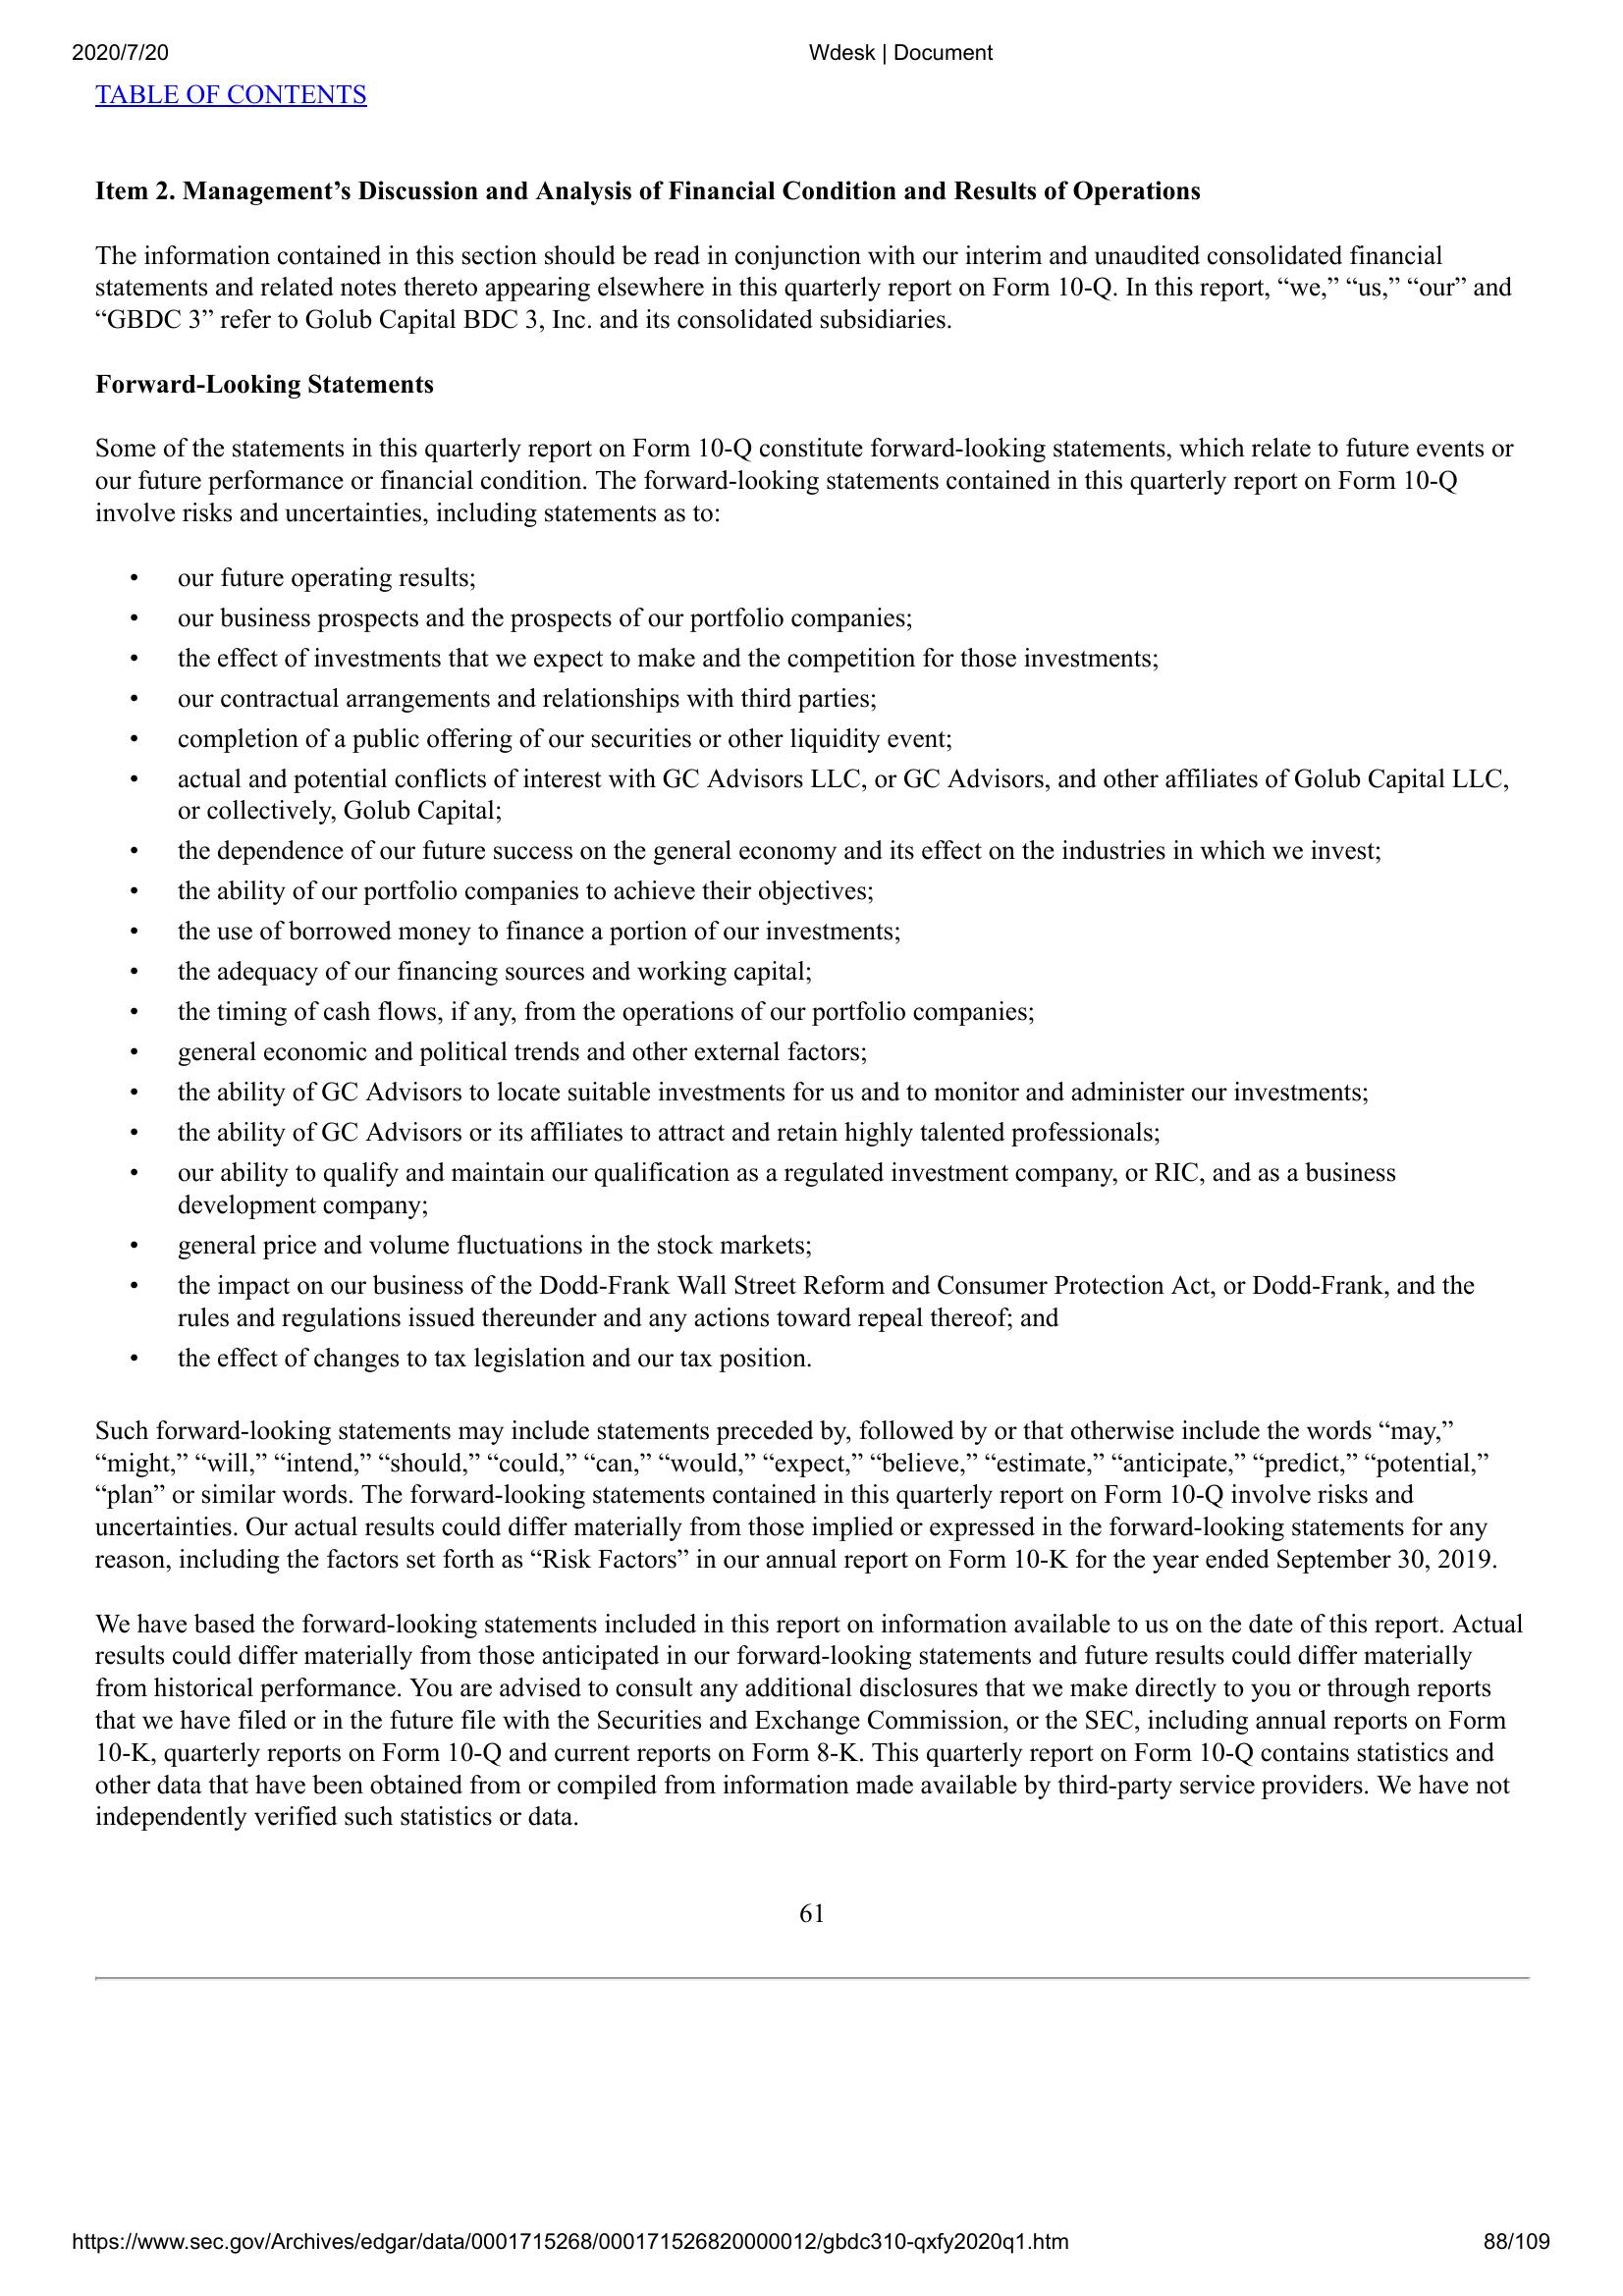 2020/7/20
Wdesk | Document
TABLE OF CONTENTS
Item 2. Management’s Discussion and Analysis of Financial Condition and Results of Operations
The information contained in this section should be read in conjunction with our interim and unaudited consolidated financial
statements and related notes thereto appearing elsewhere in this quarterly report on Form 10-Q. In this report, “we,” “us,” “our” and
“GBDC 3” refer to Golub Capital BDC 3, Inc. and its consolidated subsidiaries.
Forward-Looking Statements
Some of the statements in this quarterly report on Form 10-Q constitute forward-looking statements, which relate to future events or
our future performance or financial condition. The forward-looking statements contained in this quarterly report on Form 10-Q
involve risks and uncertainties, including statements as to:
• our future operating results;
• our business prospects and the prospects of our portfolio companies;
• the effect of investments that we expect to make and the competition for those investments;
• our contractual arrangements and relationships with third parties;
• completion of a public offering of our securities or other liquidity event;
• actual and potential conflicts of interest with GC Advisors LLC, or GC Advisors, and other affiliates of Golub Capital LLC,
or collectively, Golub Capital;
• the dependence of our future success on the general economy and its effect on the industries in which we invest;
• the ability of our portfolio companies to achieve their objectives;
• the use of borrowed money to finance a portion of our investments;
• the adequacy of our financing sources and working capital;
• the timing of cash flows, if any, from the operations of our portfolio companies;
• general economic and political trends and other external factors;
• the ability of GC Advisors to locate suitable investments for us and to monitor and administer our investments;
• the ability of GC Advisors or its affiliates to attract and retain highly talented professionals;
• our ability to qualify and maintain our qualification as a regulated investment company, or RIC, and as a business
development company;
• general price and volume fluctuations in the stock markets;
• the impact on our business of the Dodd-Frank Wall Street Reform and Consumer Protection Act, or Dodd-Frank, and the
rules and regulations issued thereunder and any actions toward repeal thereof; and
• the effect of changes to tax legislation and our tax position.
Such forward-looking statements may include statements preceded by, followed by or that otherwise include the words “may,”
“might,” “will,” “intend,” “should,” “could,” “can,” “would,” “expect,” “believe,” “estimate,” “anticipate,” “predict,” “potential,”
“plan” or similar words. The forward-looking statements contained in this quarterly report on Form 10-Q involve risks and
uncertainties. Our actual results could differ materially from those implied or expressed in the forward-looking statements for any
reason, including the factors set forth as “Risk Factors” in our annual report on Form 10-K for the year ended September 30, 2019.
We have based the forward-looking statements included in this report on information available to us on the date of this report. Actual
results could differ materially from those anticipated in our forward-looking statements and future results could differ materially
from historical performance. You are advised to consult any additional disclosures that we make directly to you or through reports
that we have filed or in the future file with the Securities and Exchange Commission, or the SEC, including annual reports on Form
10-K, quarterly reports on Form 10-Q and current reports on Form 8-K. This quarterly report on Form 10-Q contains statistics and
other data that have been obtained from or compiled from information made available by third-party service providers. We have not
independently verified such statistics or data.
61
https://www.sec.gov/Archives/edgar/data/0001715268/000171526820000012/gbdc310-qxfy2020q1.htm
88/109